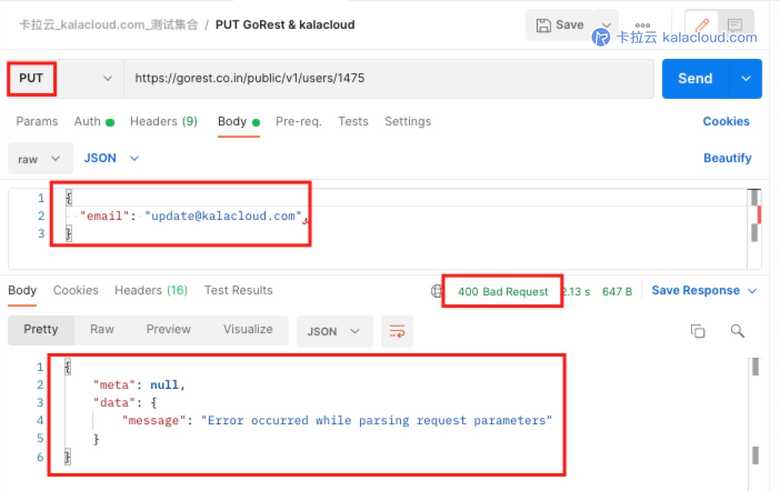 卡拉云_kalacloud.com_测试集合 / PUT GoRest & kalacloud
Save
卡拉云 kalacloud.com
PUT
https://gorest.co.in/public/v1/users/1475
Send
Params Auth Headers (9) Body Pre-req. Tests Settings
Cookies
raw JSON
Beautify
1 {
2 "email": "update@kalacloud.com",
3 }
Body Cookies Headers (16) Test Results
400 Bad Request 2.13 s 647 B Save Response
Pretty Raw Preview Visualize JSON
1 {
2 "meta": null,
3 "data": {
4 "message": "Error occurred while parsing request parameters"
5 }
6 }